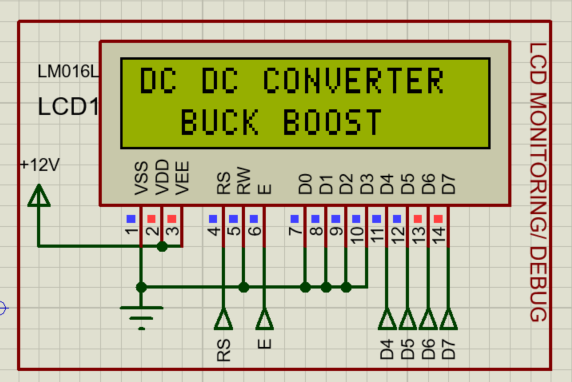 LM016L
LCD1
DC DC CONVERTER
BUCK BOOST
+12V
VSS VDD VEE RS RW E D0 D1 D2 D3 D4 D5 D6 D7
1 2 3 4 5 6 7 8 9 10 11 12 13 14
RS E D4 D5 D6 D7
LCD MONITORING/ DEBUG